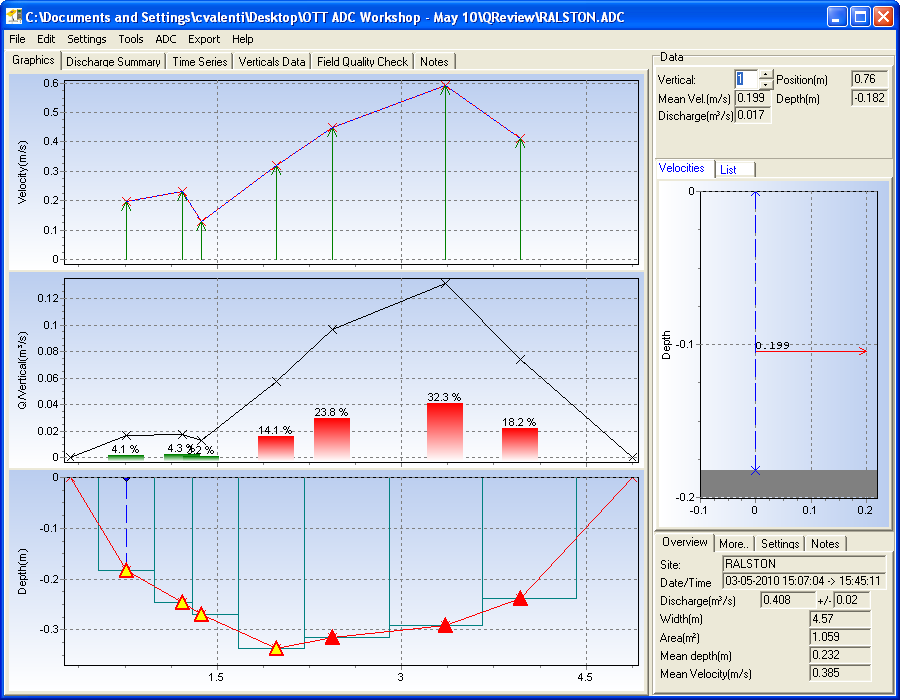 C:\Documents and Settings\cvalenti\Desktop\OTT ADC Workshop - May 10\QReview\RALSTON.ADC
File Edit Settings Tools ADC Export Help
Graphics Discharge Summary Time Series Verticals Data Field Quality Check Notes
0.6
0.5
0.4
0.3
0.2
0.1
0
Velocity(m/s)
0.12
0.1
0.08
0.06
0.04
0.02
0
Q/Vertical(m³/s)
4.1 %
4.3 %
14.1 %
23.8 %
32.3 %
18.2 %
0
-0.1
-0.2
-0.3
Depth(m)
1.5 3 4.5
Data
Vertical: 1 Position(m) 0.76
Mean Vel.(m/s) 0.199 Depth(m) -0.182
Discharge(m³/s) 0.017
Velocities List
0
-0.1
-0.2
Depth
0.199
-0.1 0 0.1 0.2
Overview More.. Settings Notes
Site: RALSTON
Date/Time 03-05-2010 15:07:04 -> 15:45:11
Discharge(m³/s) 0.408 +/- 0.02
Width(m) 4.57
Area(m²) 1.059
Mean depth(m) 0.232
Mean Velocity(m/s) 0.385